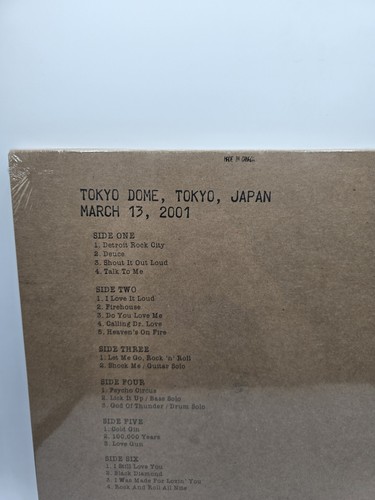 MADE IN CANADA.
TOKYO DOME, TOKYO, JAPAN
MARCH 13, 2001
SIDE ONE
1. Detroit Rock City
2. Deuce
3. Shout It Out Loud
4. Talk To Me
SIDE TWO
1. I Love It Loud
2. Firehouse
3. Do You Love Me
4. Calling Dr. Love
5. Heaven's On Fire
SIDE THREE
1. Let Me Go, Rock 'n' Roll
2. Shock Me / Guitar Solo
SIDE FOUR
1. Psycho Circus
2. Lick It Up / Bass Solo
3. God Of Thunder / Drum Solo
SIDE FIVE
1. Cold Gin
2. 100,000 Years
3. Love Gun
SIDE SIX
1. I Still Love You
2. Black Diamond
3. I Was Made For Lovin' You
4. Rock And Roll All Nite